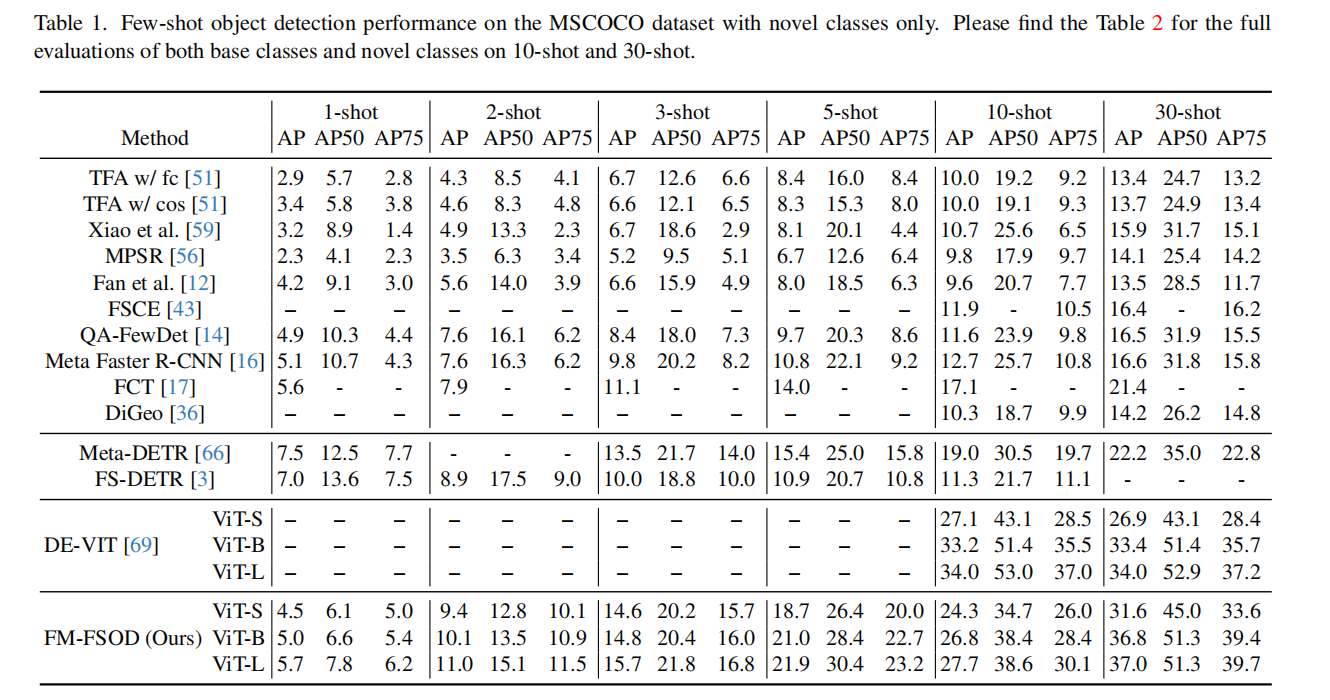 Table 1. Few-shot object detection performance on the MSCOCO dataset with novel classes only. Please find the Table 2 for the full
evaluations of both base classes and novel classes on 10-shot and 30-shot.
1-shot 2-shot 3-shot 5-shot 10-shot 30-shot
Method AP AP50 AP75 AP AP50 AP75 AP AP50 AP75 AP AP50 AP75 AP AP50 AP75 AP AP50 AP75
TFA w/ fc [51] 2.9 5.7 2.8 4.3 8.5 4.1 6.7 12.6 6.6 8.4 16.0 8.4 10.0 19.2 9.2 13.4 24.7 13.2
TFA w/ cos [51] 3.4 5.8 3.8 4.6 8.3 4.8 6.6 12.1 6.5 8.3 15.3 8.0 10.0 19.1 9.3 13.7 24.9 13.4
Xiao et al. [59] 3.2 8.9 1.4 4.9 13.3 2.3 6.7 18.6 2.9 8.1 20.1 4.4 10.7 25.6 6.5 15.9 31.7 15.1
MPSR [56] 2.3 4.1 2.3 3.5 6.3 3.4 5.2 9.5 5.1 6.7 12.6 6.4 9.8 17.9 9.7 14.1 25.4 14.2
Fan et al. [12] 4.2 9.1 3.0 5.6 14.0 3.9 6.6 15.9 4.9 8.0 18.5 6.3 9.6 20.7 7.7 13.5 28.5 11.7
FSCE [43] – – – – – – – – – – – – 11.9 - 10.5 16.4 - 16.2
QA-FewDet [14] 4.9 10.3 4.4 7.6 16.1 6.2 8.4 18.0 7.3 9.7 20.3 8.6 11.6 23.9 9.8 16.5 31.9 15.5
Meta Faster R-CNN [16] 5.1 10.7 4.3 7.6 16.3 6.2 9.8 20.2 8.2 10.8 22.1 9.2 12.7 25.7 10.8 16.6 31.8 15.8
FCT [17] 5.6 - - 7.9 - - 11.1 - - 14.0 - - 17.1 - - 21.4 - -
DiGeo [36] – – – – – – – – – – – – 10.3 18.7 9.9 14.2 26.2 14.8
Meta-DETR [66] 7.5 12.5 7.7 - - - 13.5 21.7 14.0 15.4 25.0 15.8 19.0 30.5 19.7 22.2 35.0 22.8
FS-DETR [3] 7.0 13.6 7.5 8.9 17.5 9.0 10.0 18.8 10.0 10.9 20.7 10.8 11.3 21.7 11.1 - - -
ViT-S – – – – – – – – – – – – 27.1 43.1 28.5 26.9 43.1 28.4
DE-VIT [69] ViT-B – – – – – – – – – – – – 33.2 51.4 35.5 33.4 51.4 35.7
ViT-L – – – – – – – – – – – – 34.0 53.0 37.0 34.0 52.9 37.2
ViT-S 4.5 6.1 5.0 9.4 12.8 10.1 14.6 20.2 15.7 18.7 26.4 20.0 24.3 34.7 26.0 31.6 45.0 33.6
FM-FSOD (Ours) ViT-B 5.0 6.6 5.4 10.1 13.5 10.9 14.8 20.4 16.0 21.0 28.4 22.7 26.8 38.4 28.4 36.8 51.3 39.4
ViT-L 5.7 7.8 6.2 11.0 15.1 11.5 15.7 21.8 16.8 21.9 30.4 23.2 27.7 38.6 30.1 37.0 51.3 39.7